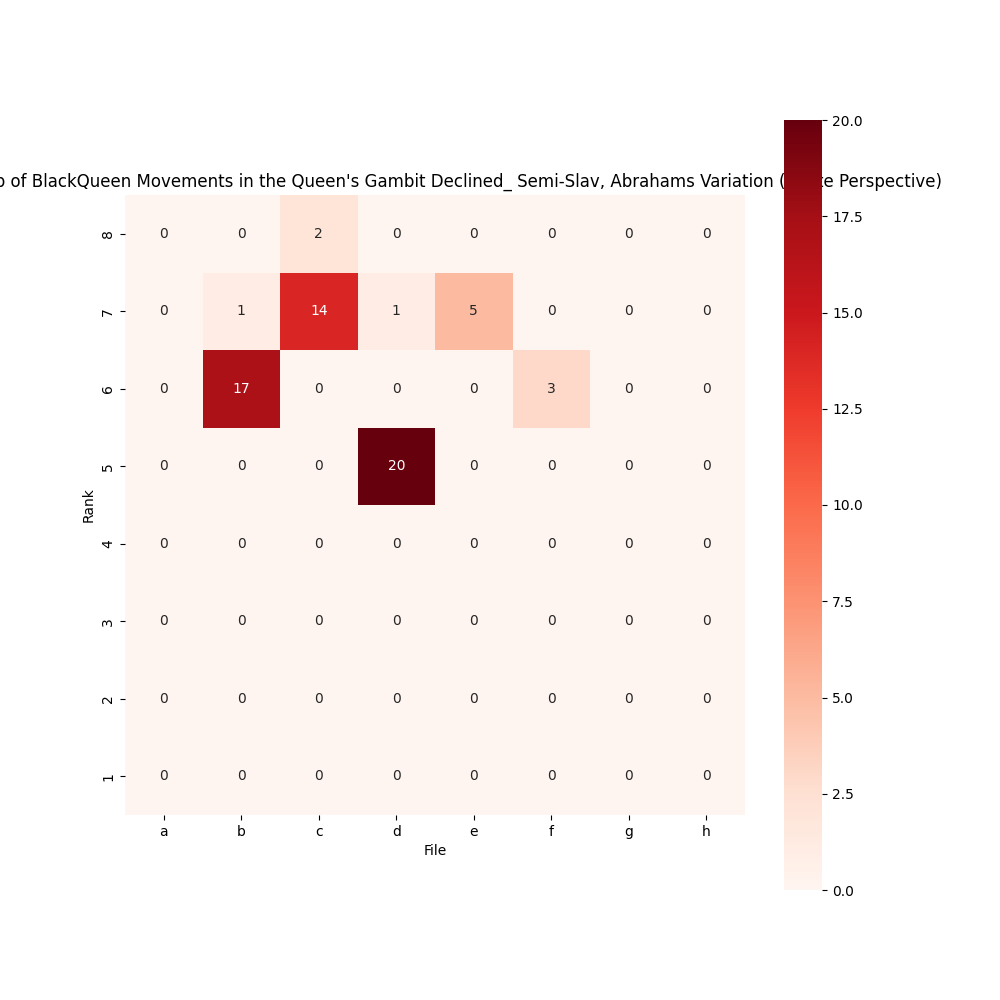 of BlackQueen Movements in the Queen's Gambit Declined_ Semi-Slav, Abrahams Variation ( Perspective)
20.0
17.5
15.0
12.5
10.0
7.5
5.0
2.5
0.0
8 0 0 2 0 0 0 0 0
7 0 1 14 1 5 0 0 0
6 0 17 0 0 0 3 0 0
5 0 0 0 20 0 0 0 0
4 0 0 0 0 0 0 0 0
3 0 0 0 0 0 0 0 0
2 0 0 0 0 0 0 0 0
1 0 0 0 0 0 0 0 0
Rank
a b c d e f g h
File